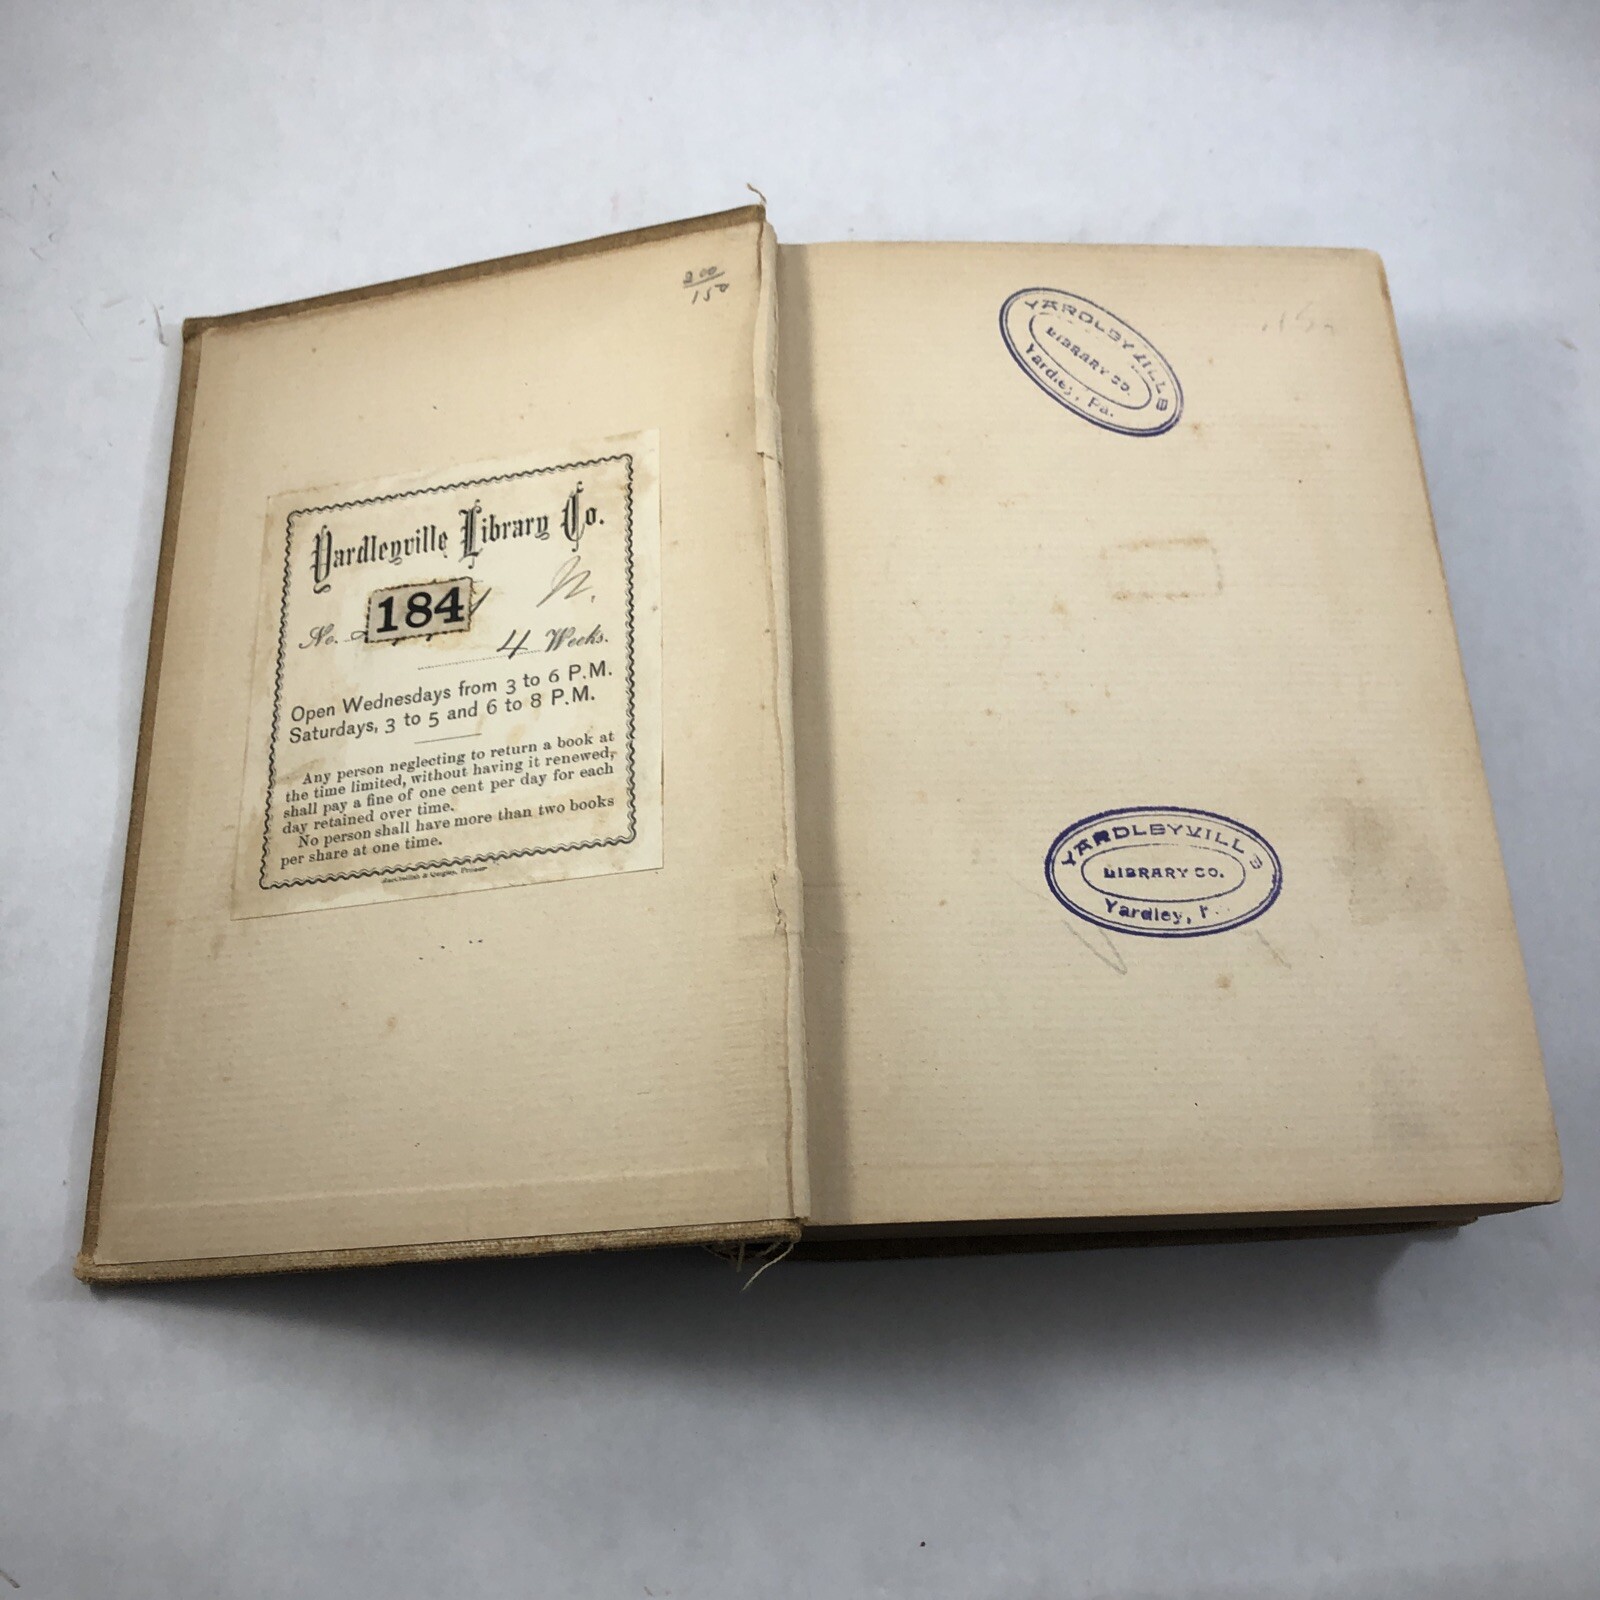 200
150
Yardleyville Library Co.
No. 184 N.
4 Weeks.
Open Wednesdays from 3 to 6 P.M.
Saturdays, 3 to 5 and 6 to 8 P.M.
Any person neglecting to return a book at
the time limited, without having it renewed,
shall pay a fine of one cent per day for each
day retained over time.
No person shall have more than two books
per share at one time.
YARDLEYVILLE
LIBRARY CO.
Yardley, Pa.
YARDLEYVILLE
LIBRARY CO.
Yardley, P